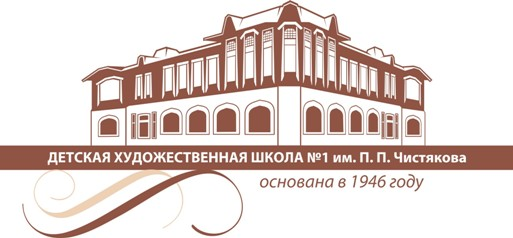 ДЕТСКАЯ ХУДОЖЕСТВЕННАЯ ШКОЛА №1 им. П. П. Чистякова
основана в 1946 году